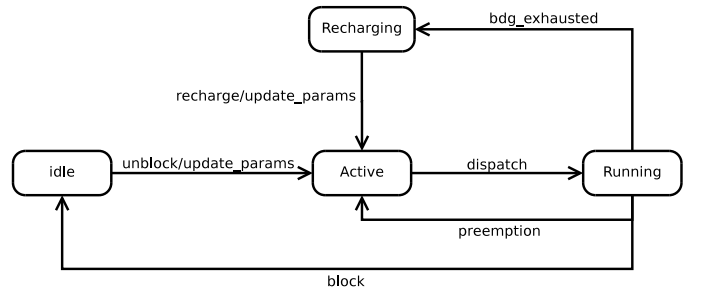 bdg_exhausted
Recharging
recharge/update_params
unblock/update_params
dispatch
idle
Active
Running
preemption
block